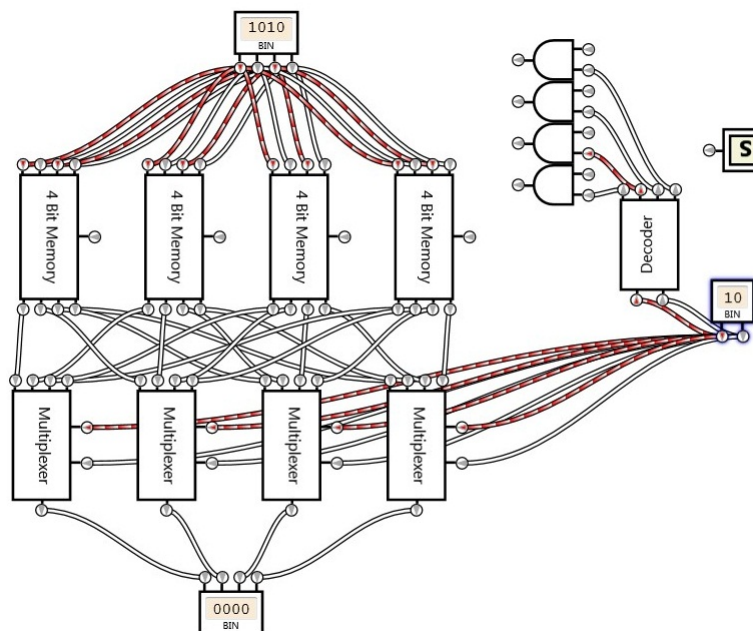 1010
BIN
S
4 Bit Memory
4 Bit Memory
4 Bit Memory
4 Bit Memory
Decoder
10
BIN
Multiplexer
Multiplexer
Multiplexer
Multiplexer
0000
BIN